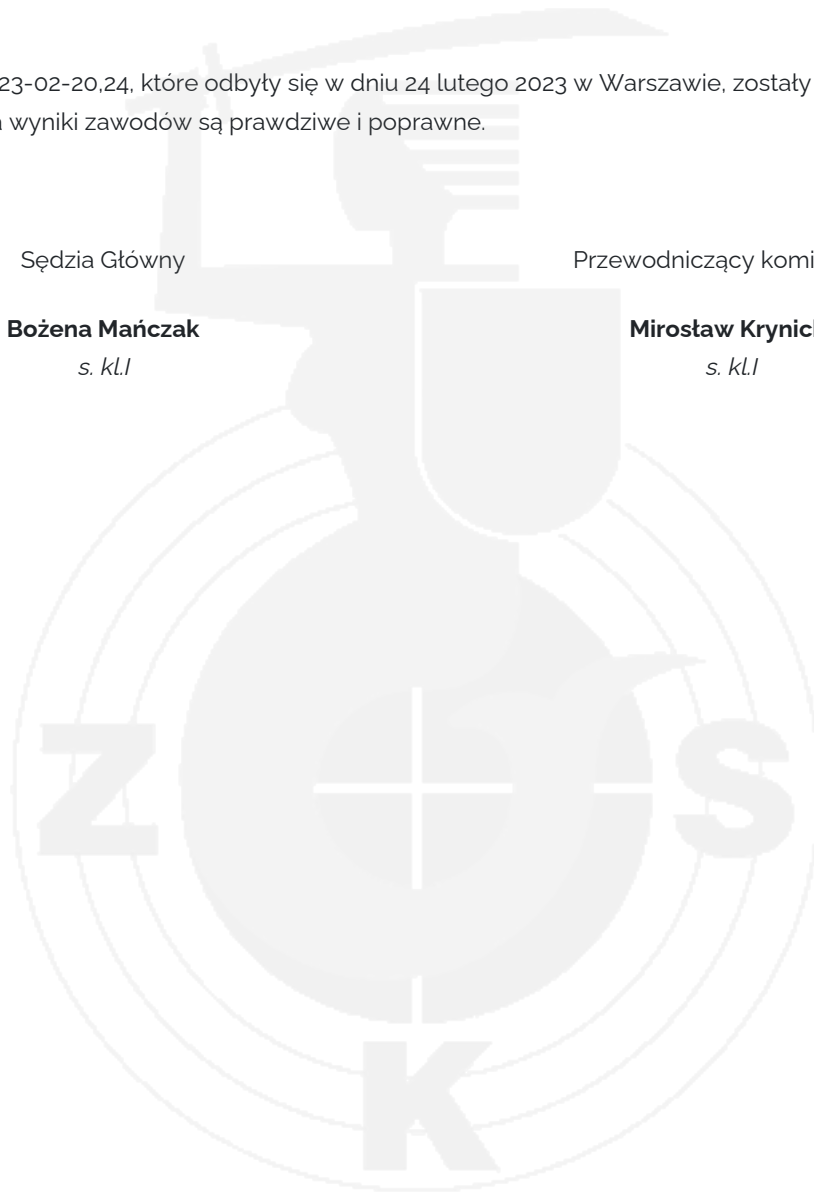 23-02-20,24, które odbyły się w dniu 24 lutego 2023 w Warszawie, zostały
wyniki zawodów są prawdziwe i poprawne.
Sędzia Główny
Przewodniczący komi
Bożena Mańczak
Mirosław Krynic
s. kl.I
s. kl.I
Z
S
K